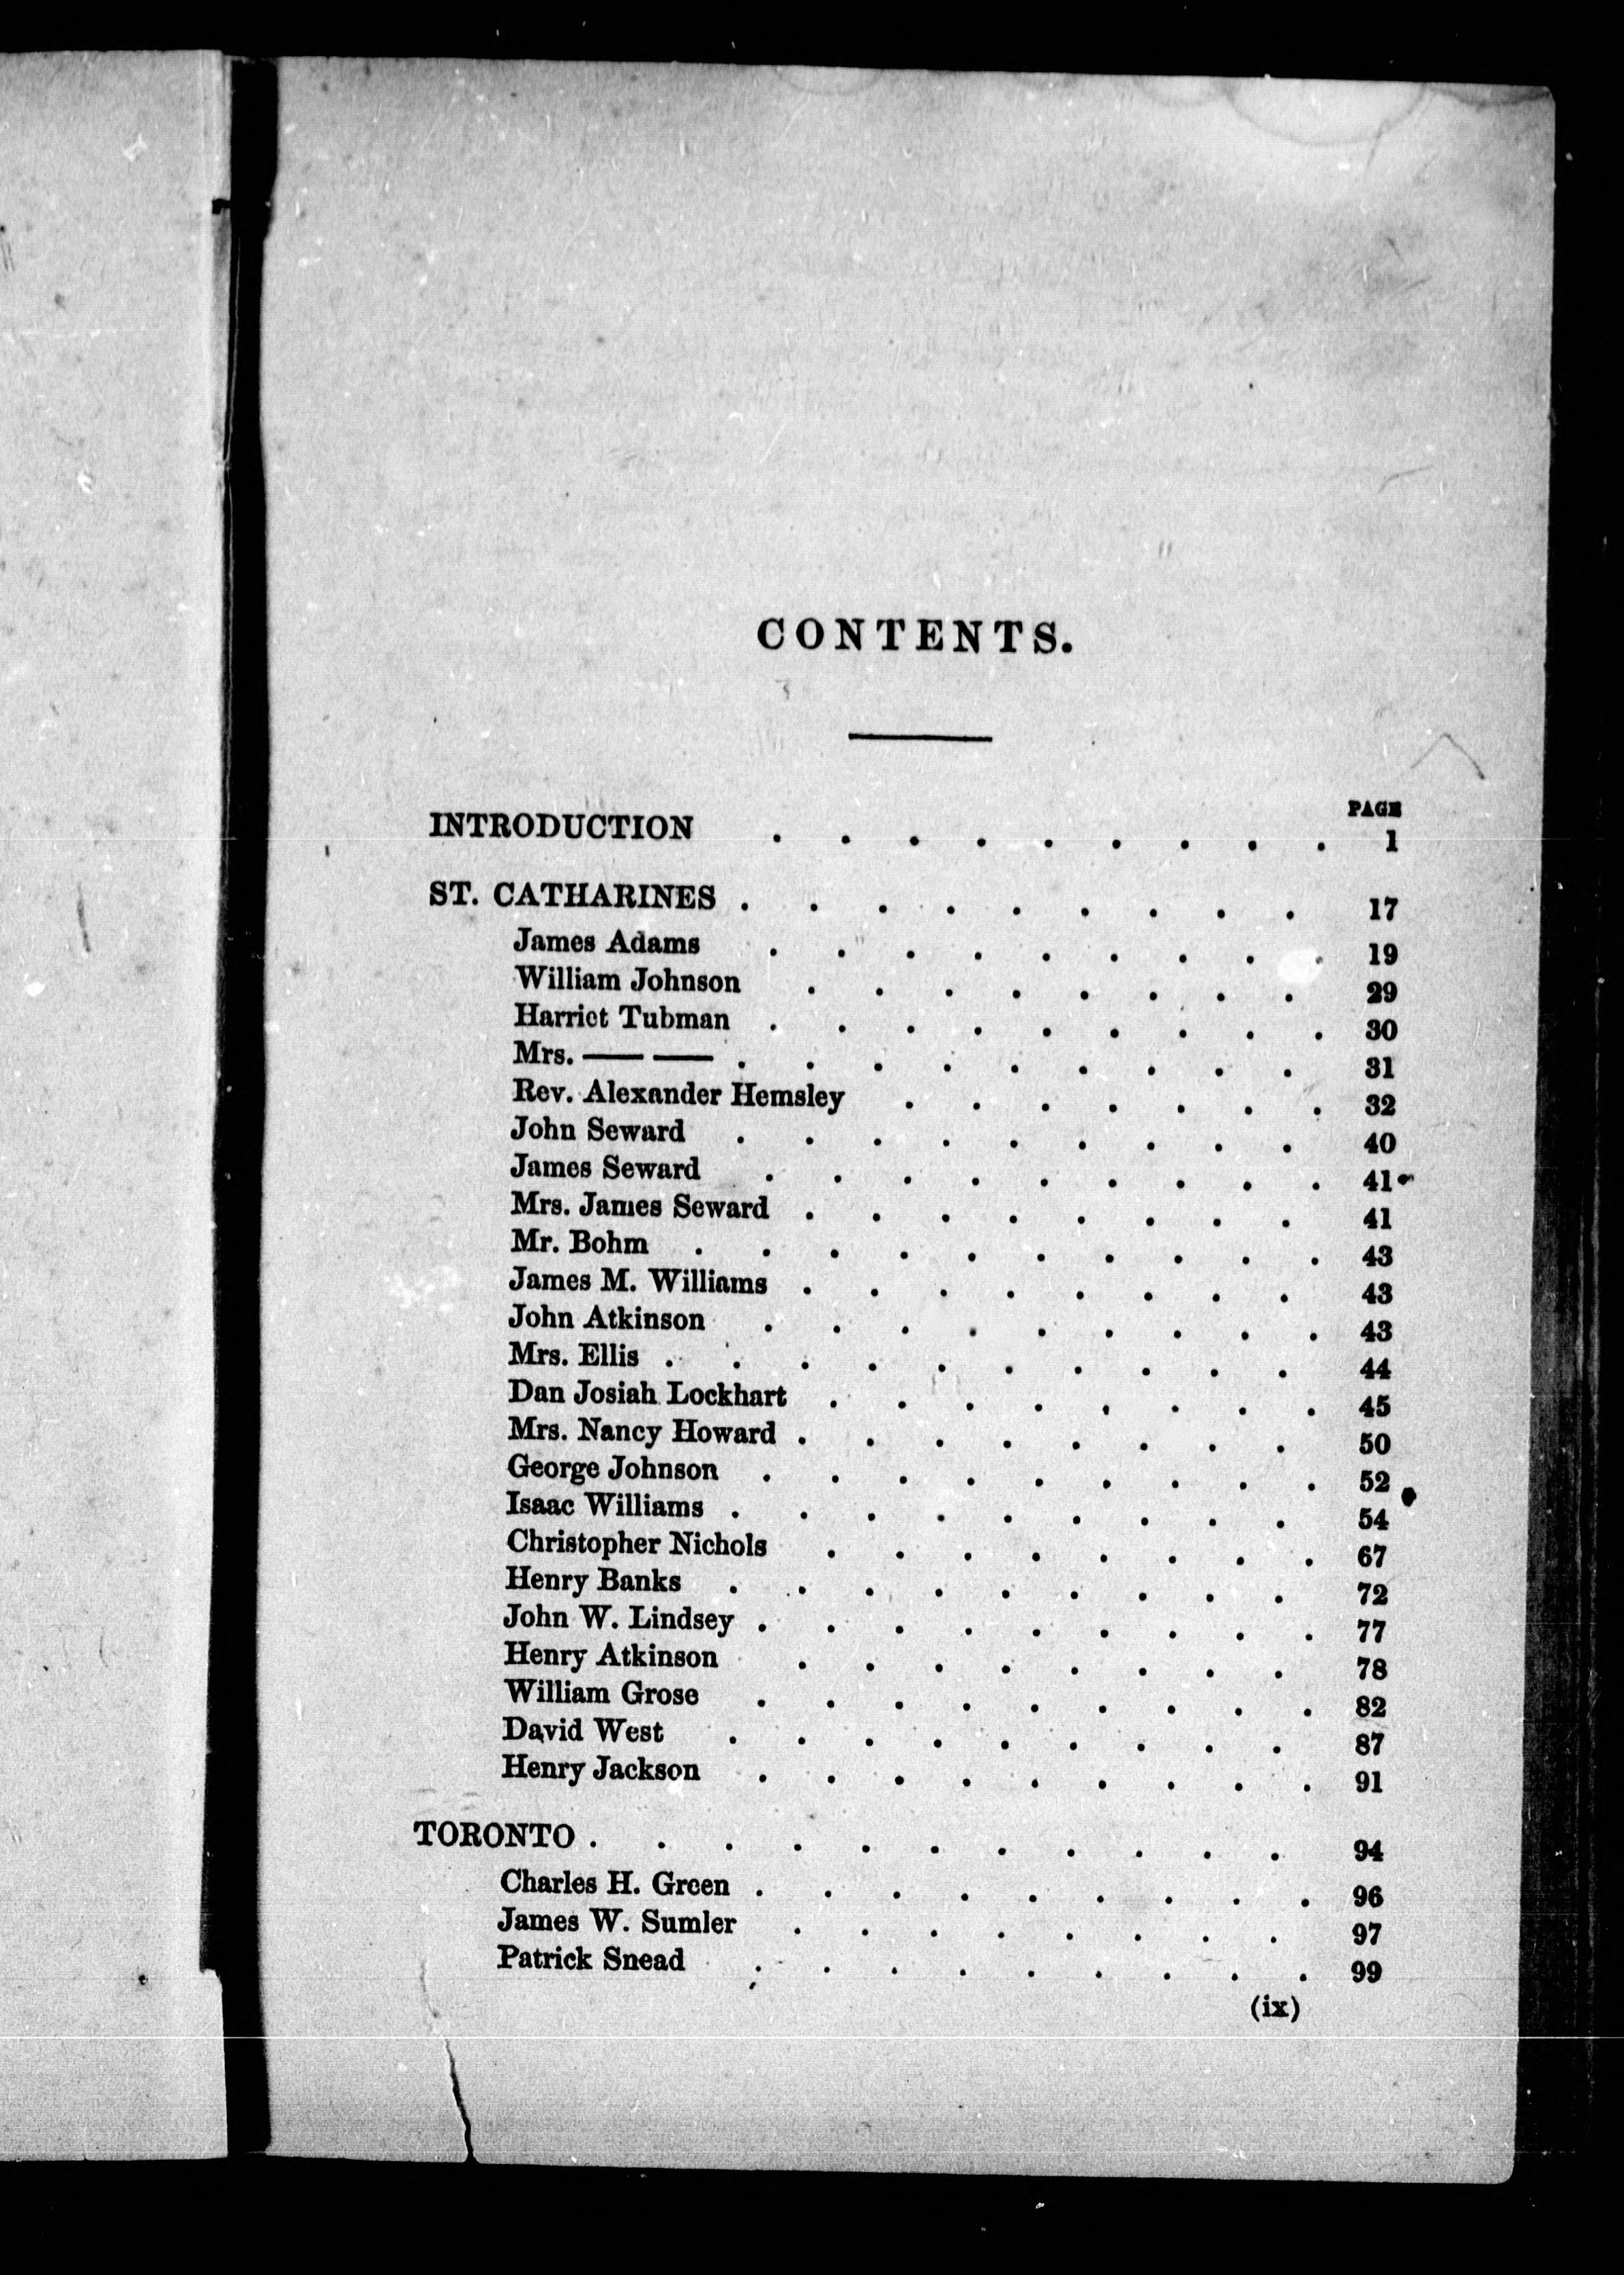 CONTENTS.
PAGE
INTRODUCTION . . . . . . . . . 1
ST. CATHARINES . . . . . . . . . 17
James Adams . . . . . . . . . 19
William Johnson . . . . . . . . 29
Harriet Tubman . . . . . . . . . 30
Mrs. —— —— . . . . . . . . . 31
Rev. Alexander Hemsley . . . . . . . 32
John Seward . . . . . . . . . 40
James Seward . . . . . . . . . 41
Mrs. James Seward . . . . . . . . 41
Mr. Bohm . . . . . . . . . . 43
James M. Williams . . . . . . . . 43
John Atkinson . . . . . . . . . 43
Mrs. Ellis . . . . . . . . . . 44
Dan Josiah Lockhart . . . . . . . . 45
Mrs. Nancy Howard . . . . . . . . 50
George Johnson . . . . . . . . . 52
Isaac Williams . . . . . . . . . 54
Christopher Nichols . . . . . . . . 67
Henry Banks . . . . . . . . . 72
John W. Lindsey . . . . . . . . . 77
Henry Atkinson . . . . . . . . 78
William Grose . . . . . . . . . 82
David West . . . . . . . . . 87
Henry Jackson . . . . . . . . . 91
TORONTO . . . . . . . . . . . 94
Charles H. Green . . . . . . . . . 96
James W. Sumler . . . . . . . . 97
Patrick Snead . . . . . . . . . 99
(ix)